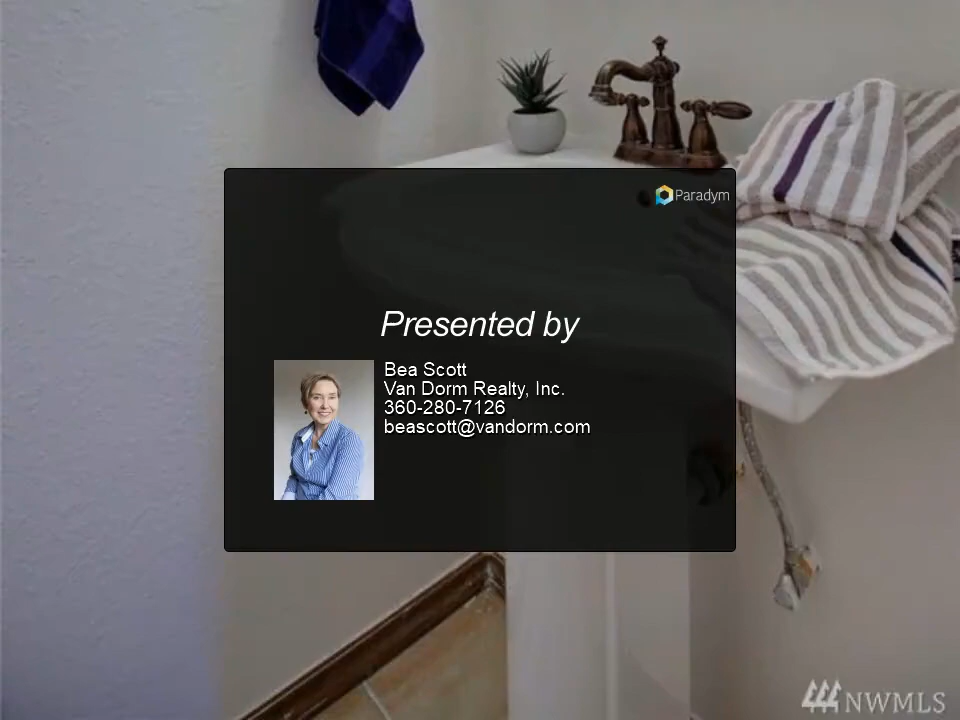 Paradym
Presented by
Bea Scott
Van Dorm Realty, Inc.
360-280-7126
beascott@vandorm.com
NWMLS